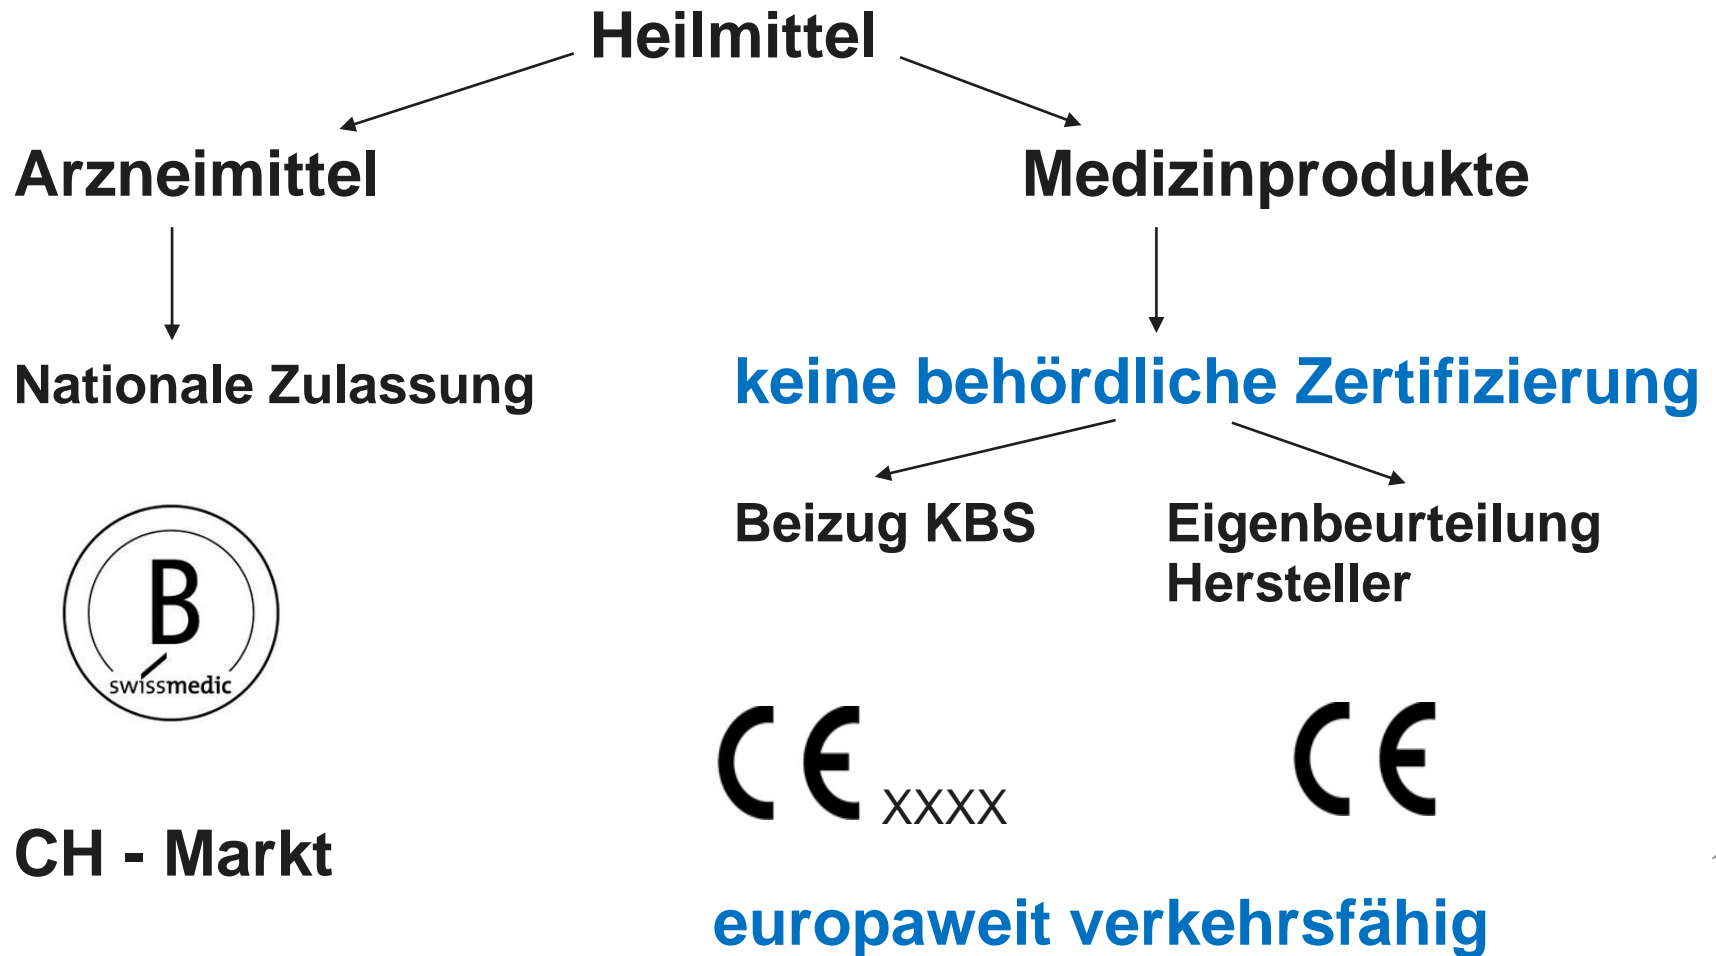 Heilmittel
Arzneimittel
Medizinprodukte
Nationale Zulassung
keine behördliche Zertifizierung
Beizug KBS
Eigenbeurteilung
Hersteller
B
swissmedic
CE XXXX
CE
CH - Markt
europaweit verkehrsfähig